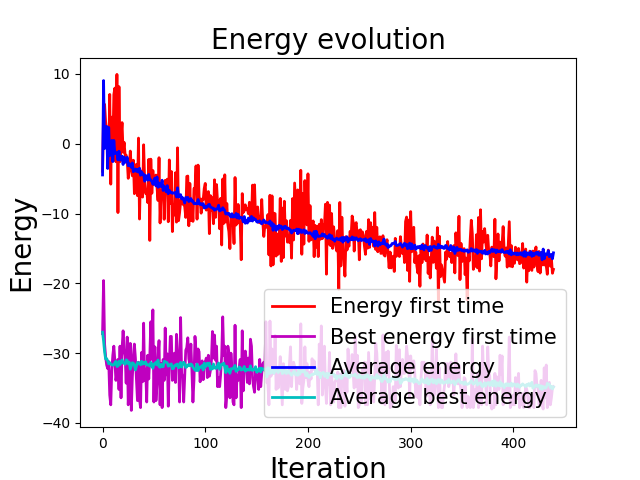 Energy evolution
Energy
10
0
−10
−20
−30
−40
Energy first time
Best energy first time
Average energy
Average best energy
0
100
200
300
400
Iteration